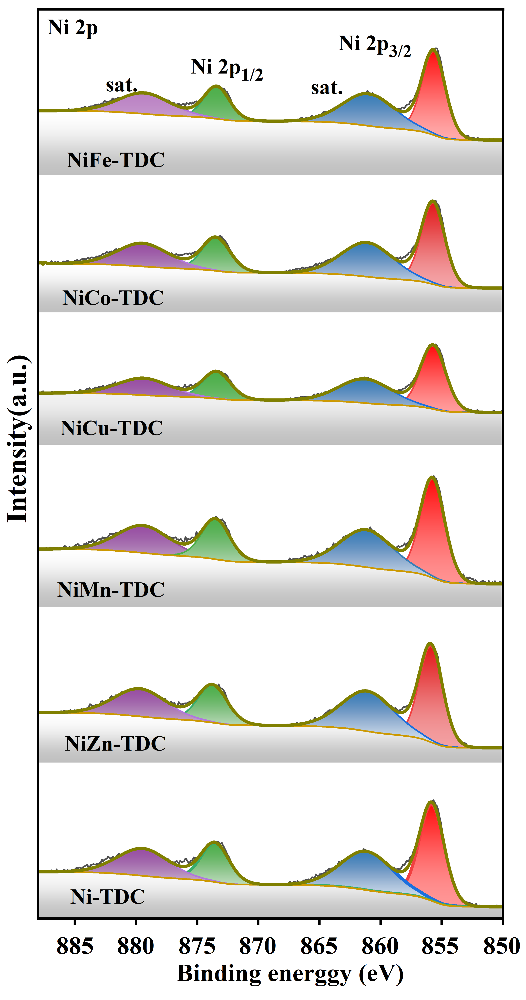 Ni 2p
Ni 2p3/2
Ni 2p1/2
sat.
sat.
NiFe-TDC
NiCo-TDC
NiCu-TDC
NiMn-TDC
NiZn-TDC
Ni-TDC
Intensity(a.u.)
885 880 875 870 865 860 855 850
Binding energgy (eV)